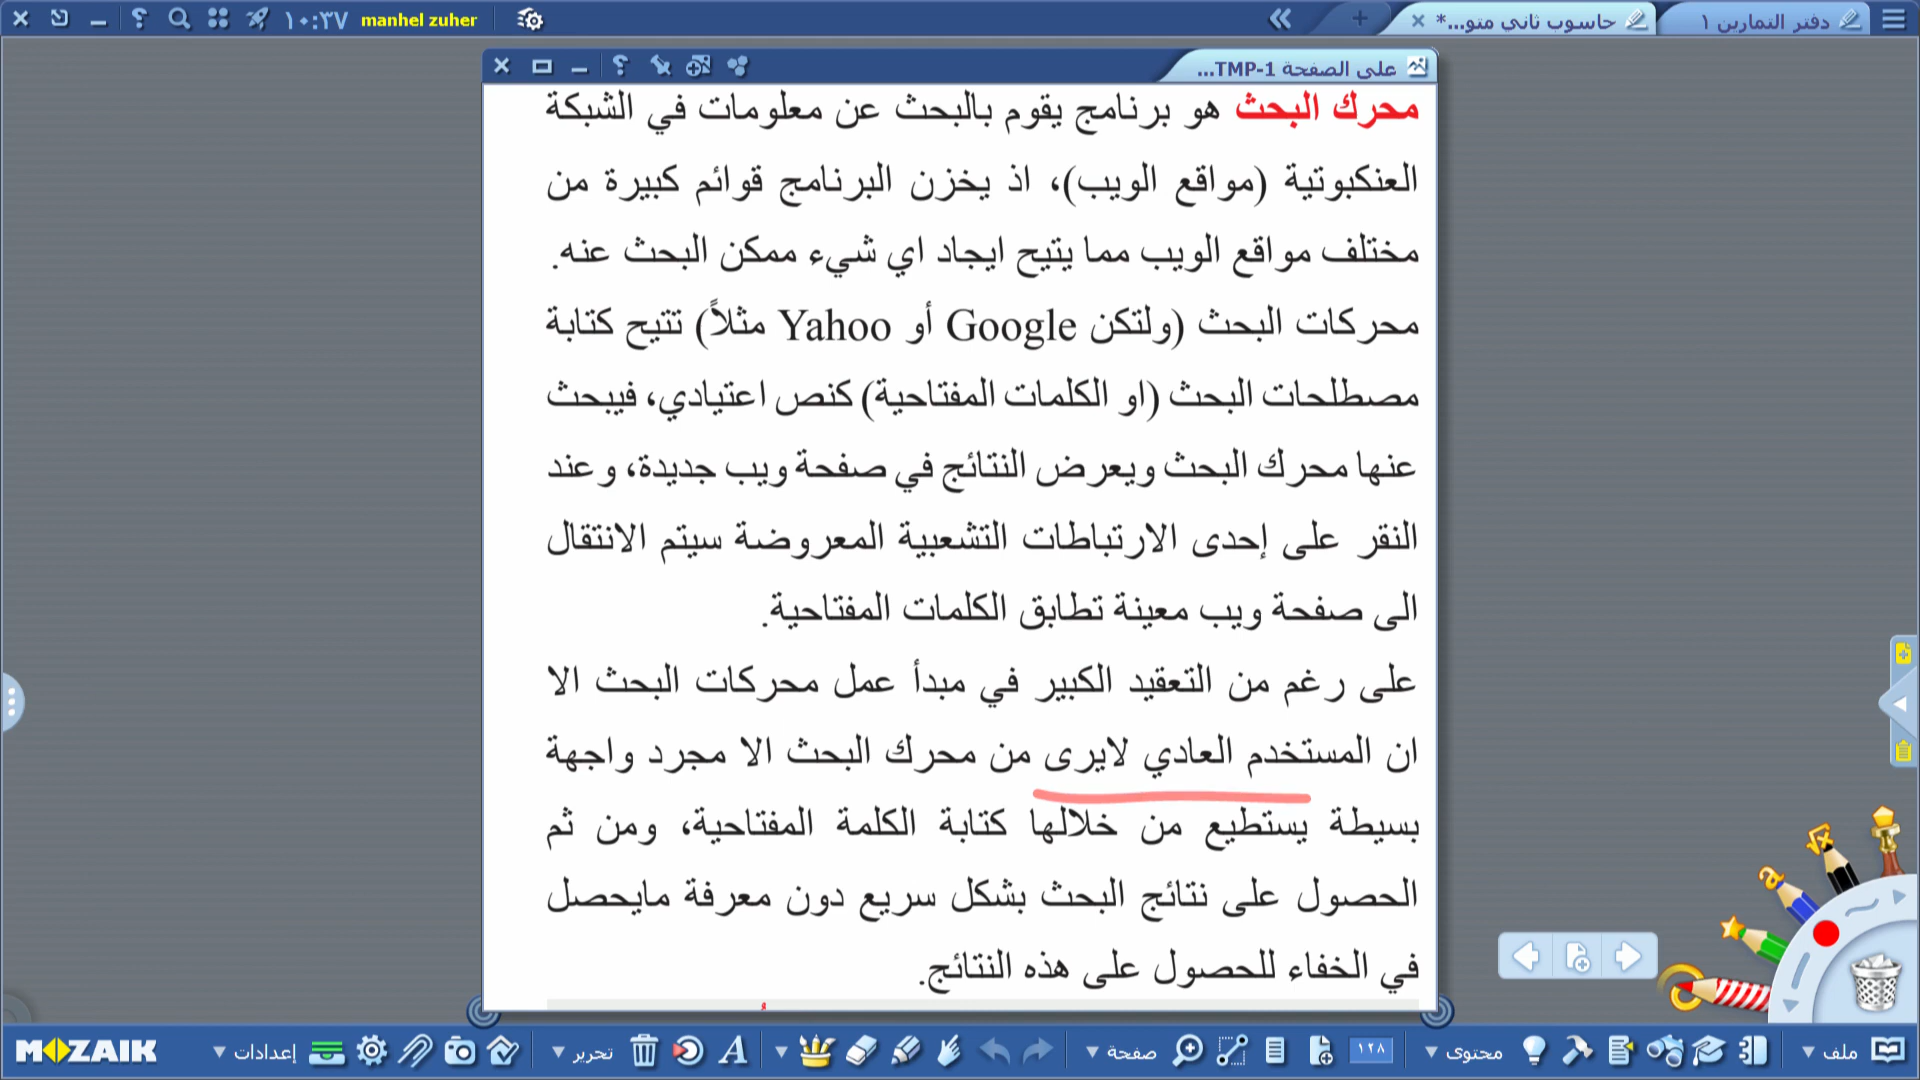 دفتر التمارين ١
حاسوب ثاني متو...*
manhel zuher
١٠:٣٧
على الصفحة TMP-1...
محرك البحث هو برنامج يقوم بالبحث عن معلومات في الشبكة
العنكبوتية (مواقع الويب)، اذ يخزن البرنامج قوائم كبيرة من
مختلف مواقع الويب مما يتيح ايجاد اي شيء ممكن البحث عنه.
محركات البحث (ولتكن Google أو Yahoo مثلاً) تتيح كتابة
مصطلحات البحث (او الكلمات المفتاحية) كنص اعتيادي، فيبحث
عنها محرك البحث ويعرض النتائج في صفحة ويب جديدة، وعند
النقر على إحدى الارتباطات التشعبية المعروضة سيتم الانتقال
الى صفحة ويب معينة تطابق الكلمات المفتاحية.
على رغم من التعقيد الكبير في مبدأ عمل محركات البحث الا
ان المستخدم العادي لايرى من محرك البحث الا مجرد واجهة
بسيطة يستطيع من خلالها كتابة الكلمة المفتاحية، ومن ثم
الحصول على نتائج البحث بشكل سريع دون معرفة مايحصل
في الخفاء للحصول على هذه النتائج.
ملف
محتوى
١٢٨
صفحة
تحرير
إعدادات
MOZAIK